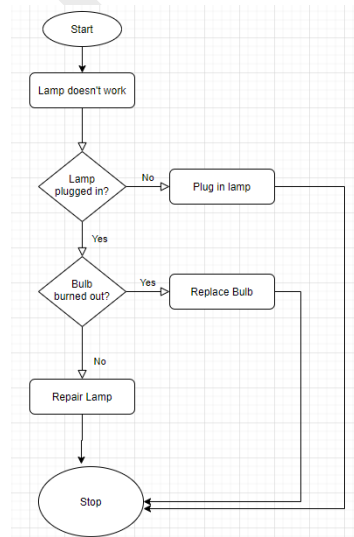 Start
Lamp doesn't work
Lamp
plugged in?
No
Plug in lamp
Yes
Bulb
burned out?
Yes
Replace Bulb
No
Repair Lamp
Stop